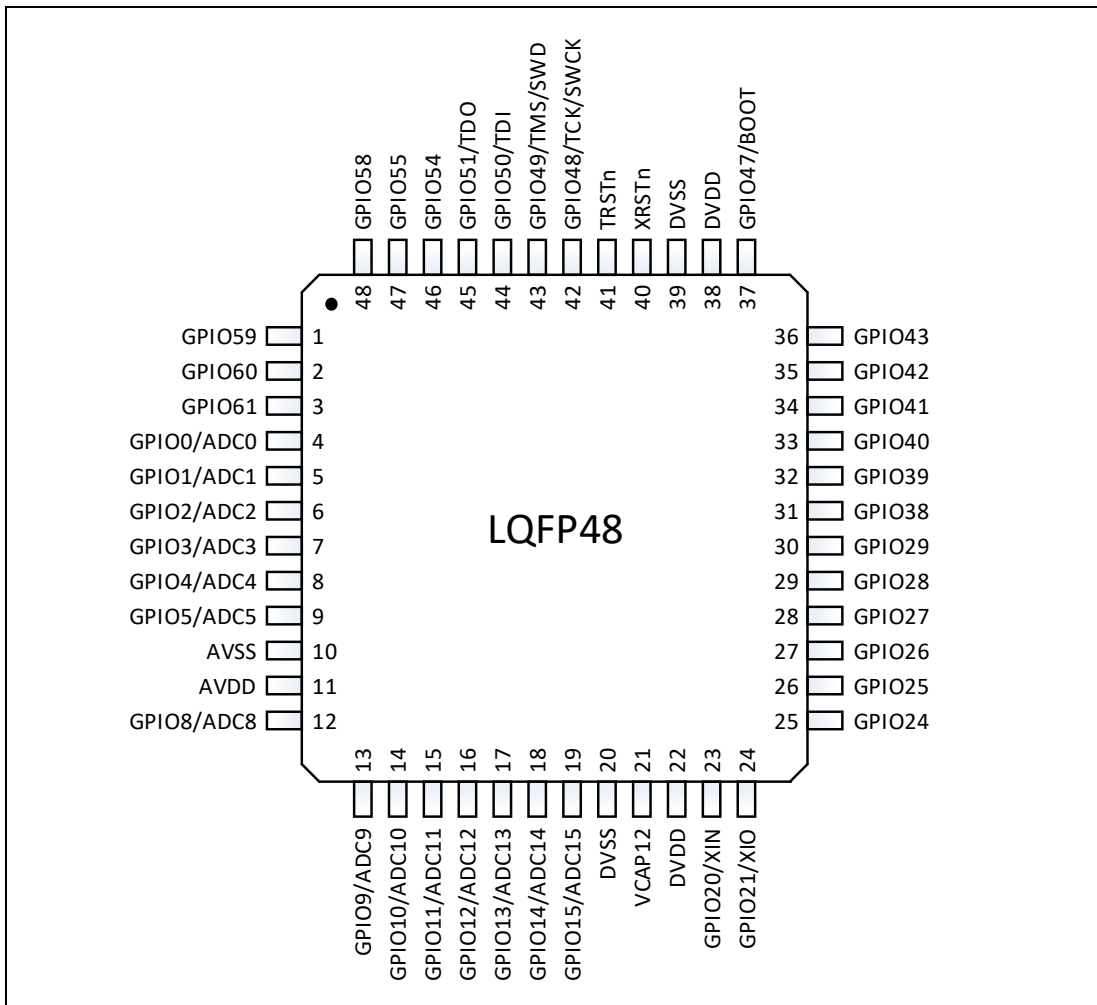 GPIO58
GPIO55
GPIO54
GPIO51/TDO
GPIO50/TDI
GPIO49/TMS/SWD
GPIO48/TCK/SWCK
TRSTn
XRSTn
DVSS
DVDD
GPIO47/BOOT
48 47 46 45 44 43 42 41 40 39 38 37
GPIO59 1 36 GPIO43
GPIO60 2 35 GPIO42
GPIO61 3 34 GPIO41
GPIO0/ADC0 4 33 GPIO40
GPIO1/ADC1 5 32 GPIO39
GPIO2/ADC2 6 31 GPIO38
LQFP48
GPIO3/ADC3 7 30 GPIO29
GPIO4/ADC4 8 29 GPIO28
GPIO5/ADC5 9 28 GPIO27
AVSS 10 27 GPIO26
AVDD 11 26 GPIO25
GPIO8/ADC8 12 25 GPIO24
13 14 15 16 17 18 19 20 21 22 23 24
GPIO9/ADC9
GPIO10/ADC10
GPIO11/ADC11
GPIO12/ADC12
GPIO13/ADC13
GPIO14/ADC14
GPIO15/ADC15
DVSS
VCAP12
DVDD
GPIO20/XIN
GPIO21/XIO